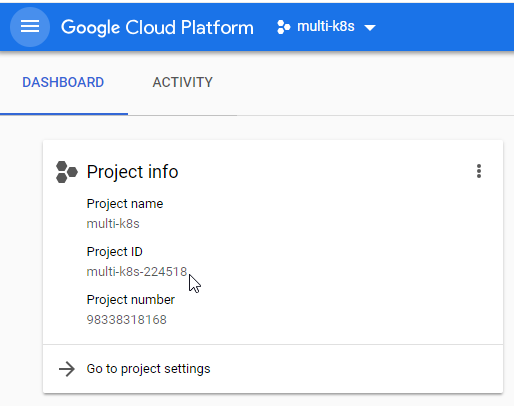 Google Cloud Platform multi-k8s
DASHBOARD ACTIVITY
Project info
Project name
multi-k8s
Project ID
multi-k8s-224518
Project number
98338318168
Go to project settings